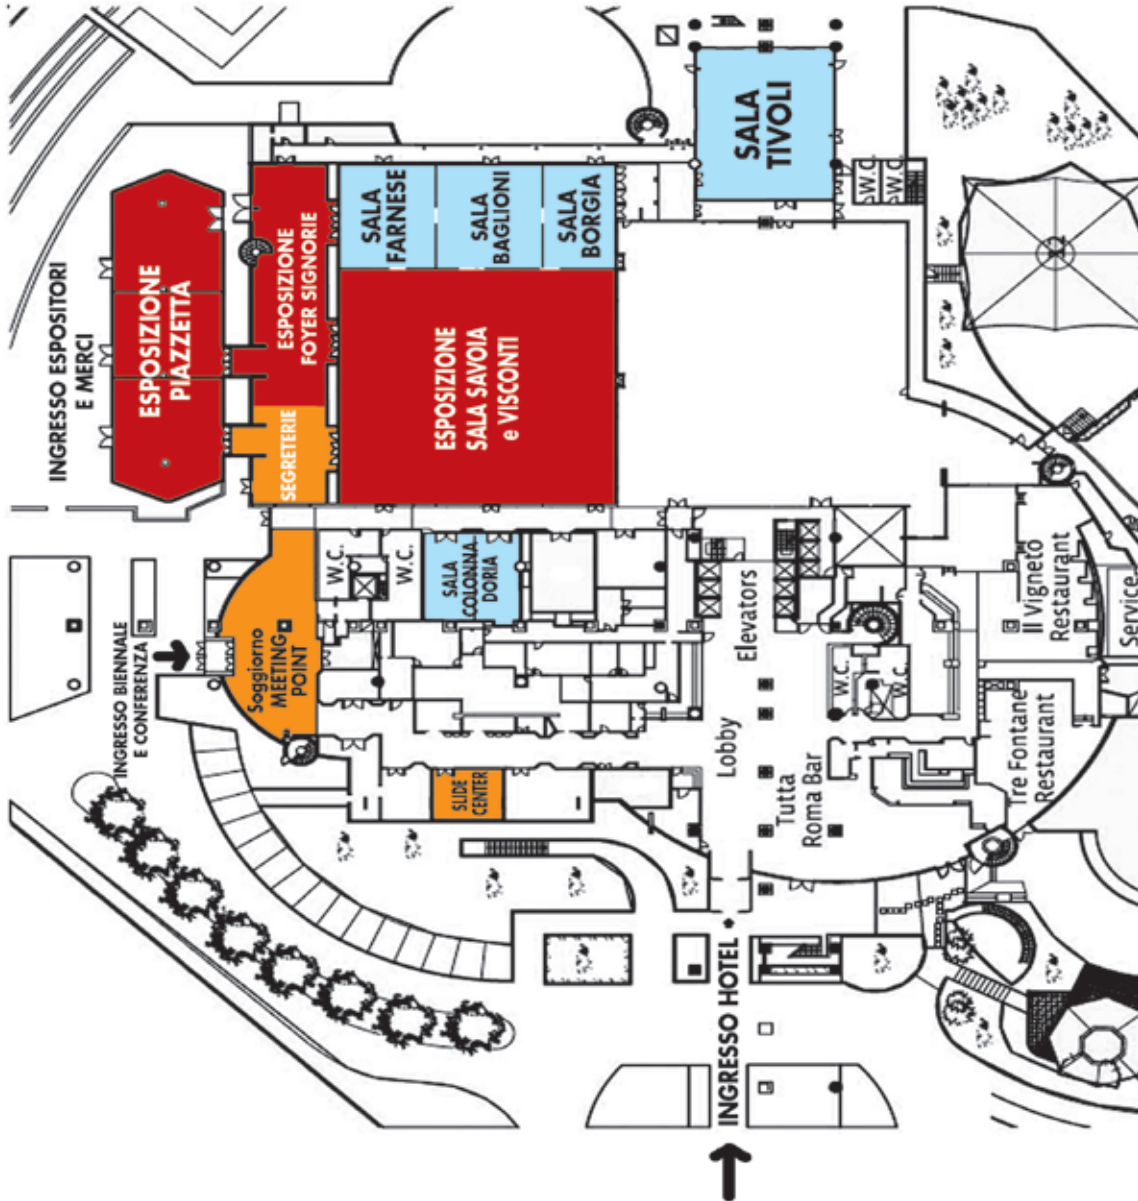 INGRESSO ESPOSITORI
E MERCI
ESPOSIZIONE
PIAZZETTA
ESPOSIZIONE
FOYER SIGNORIE
SEGRETERIE
SALA
FARNESE
SALA
BAGLIONI
SALA
BORGIA
SALA
TIVOLI
ESPOSIZIONE
SALA SAVOIA
e VISCONTI
W.C.
W.C.
INGRESSO BIENNALE
E CONFERENZA
Soggiorno
MEETING
POINT
W.C.
W.C.
SALA
COLONNA
DORIA
SLIDE
CENTER
Elevators
Lobby
Tutta
Roma Bar
W.C.
W.C.
Il Vigneto
Restaurant
Service
Tre Fontane
Restaurant
INGRESSO HOTEL